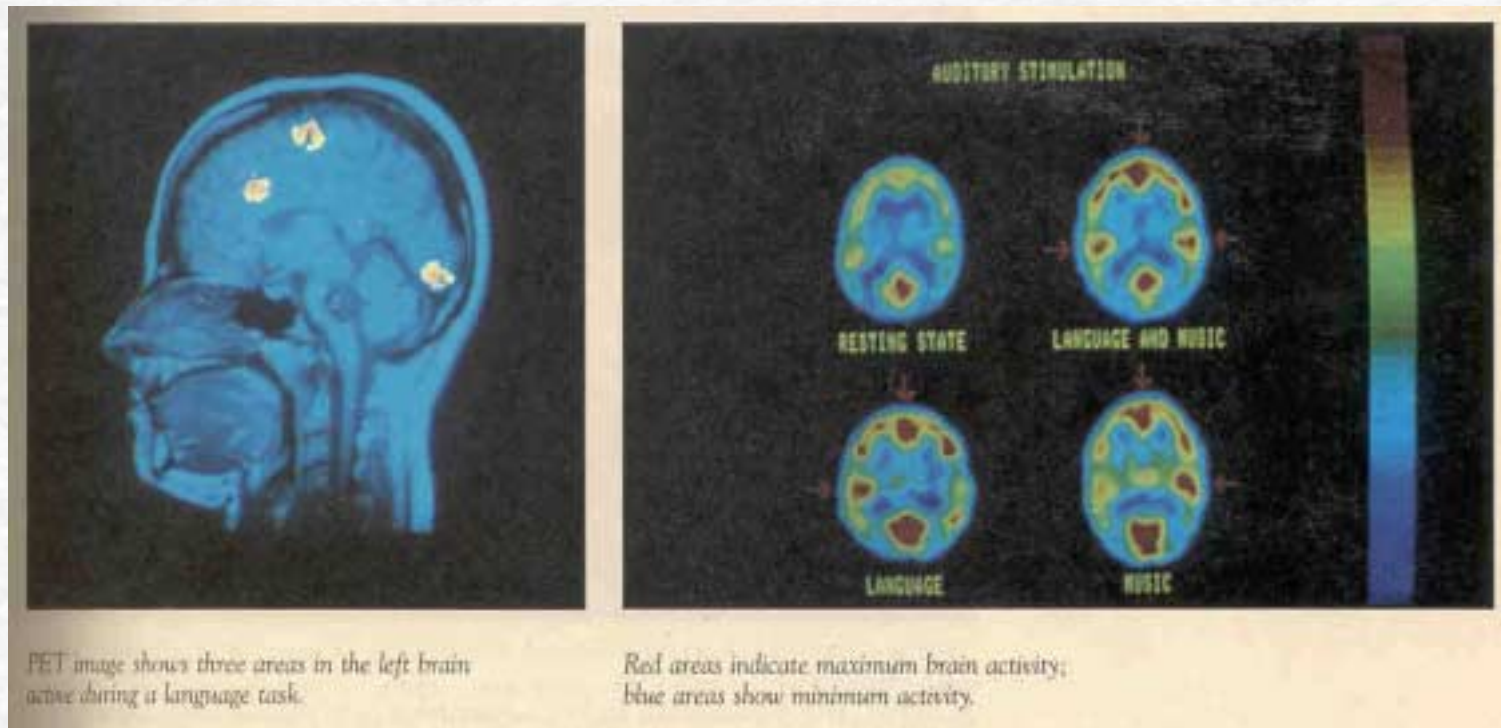 AUDITORY STIMULATION
RESTING STATE
LANGUAGE AND MUSIC
LANGUAGE
MUSIC
PET image shows three areas in the left brain
active during a language task.
Red areas indicate maximum brain activity;
blue areas show minimum activity.